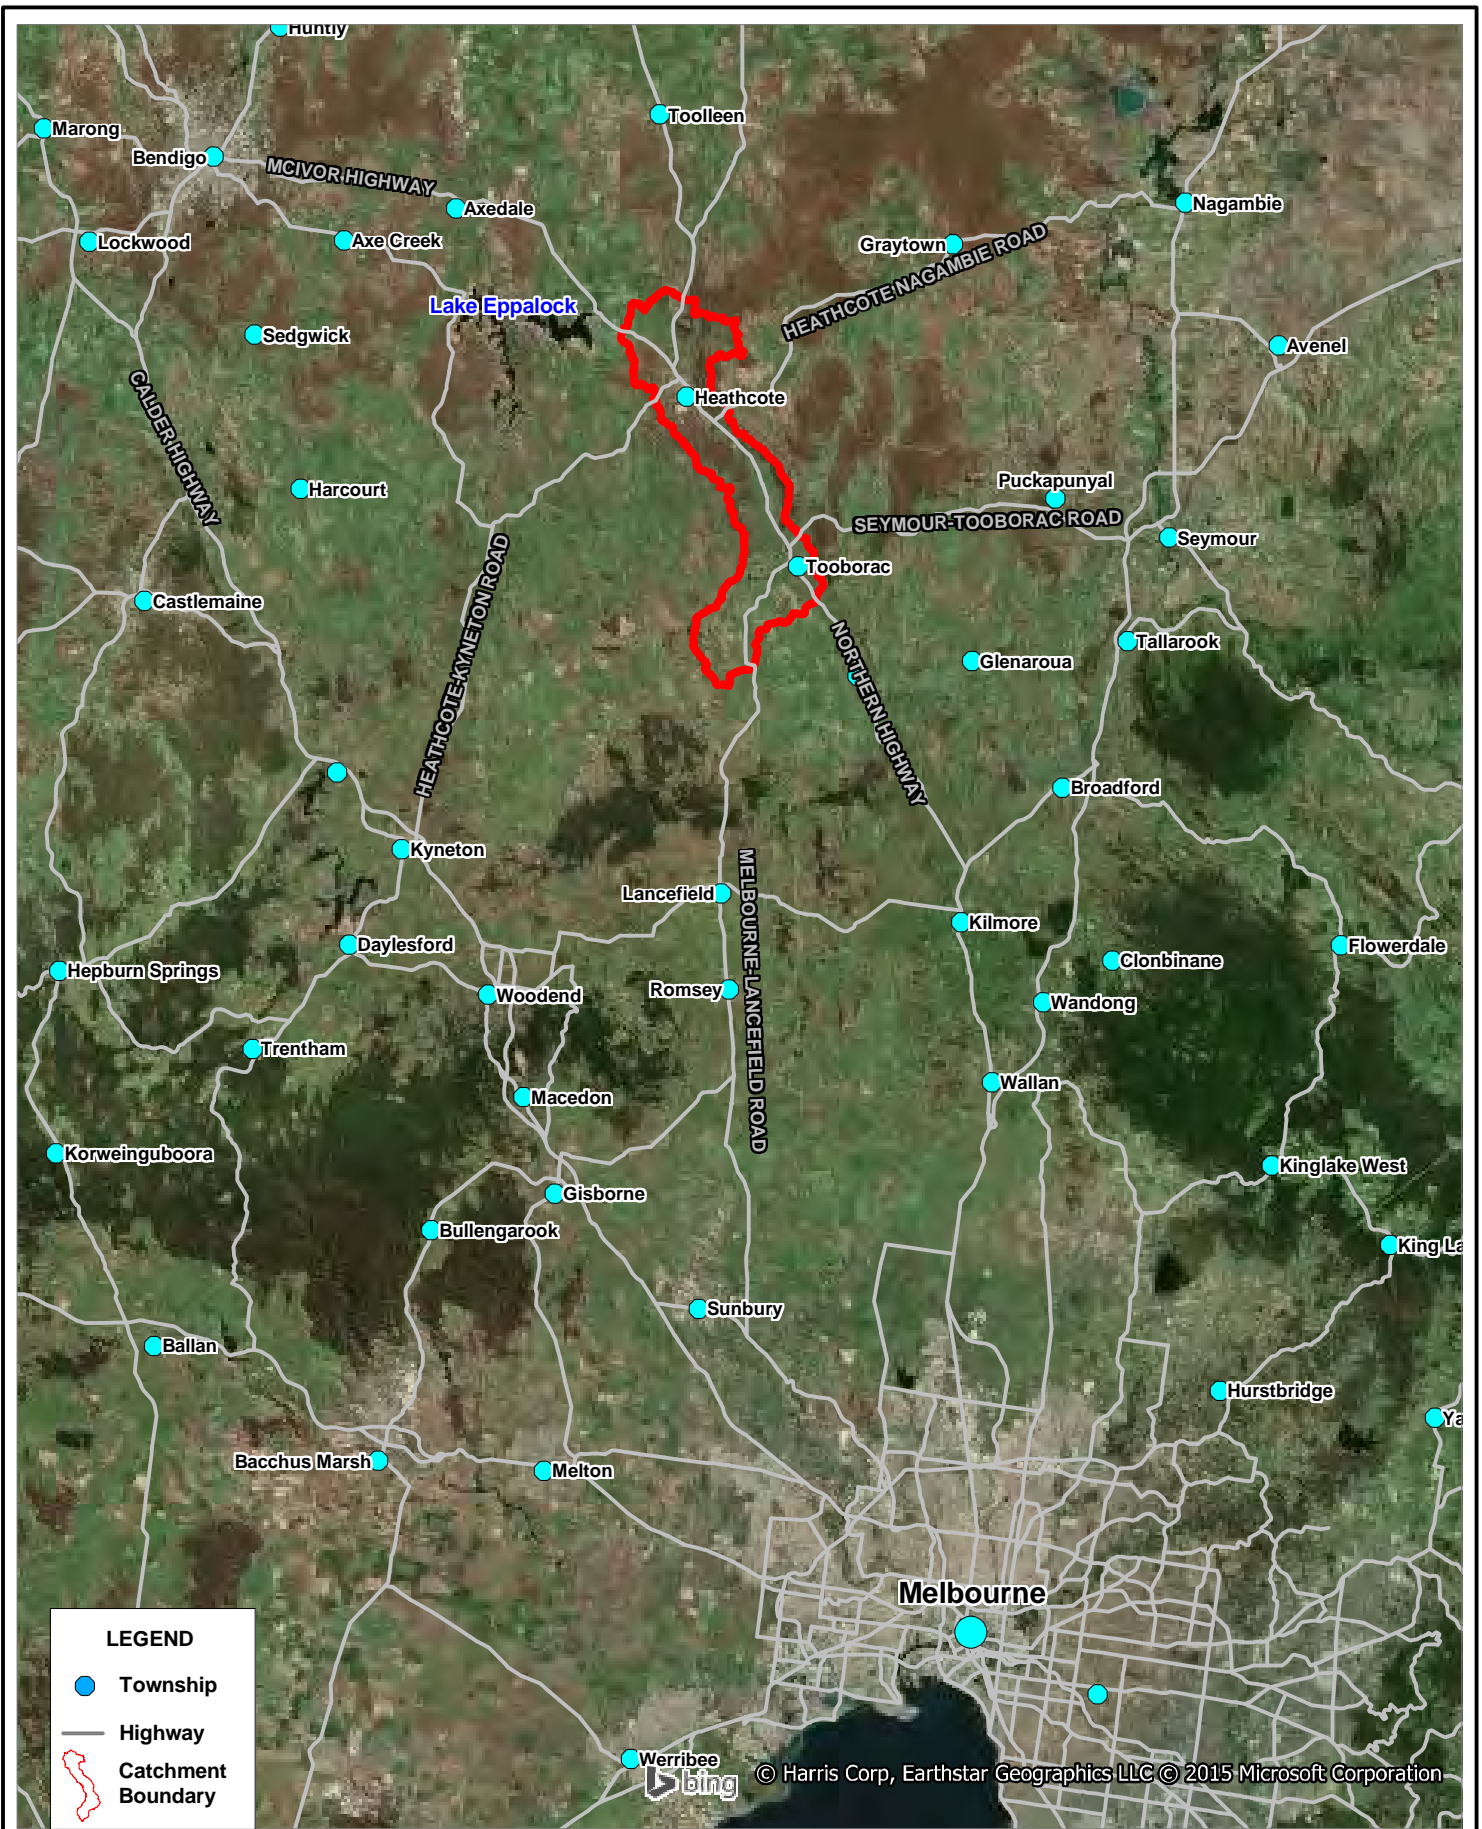 Huntly
Toolleen
Marong
Bendigo
MCIVOR HIGHWAY
Axedale
Nagambie
Lockwood
Axe Creek
Graytown
HEATHCOTE NAGAMBIE ROAD
Lake Eppalock
Sedgwick
Avenel
CALDER HIGHWAY
Heathcote
Harcourt
Puckapunyal
SEYMOUR-TOOBORAC ROAD
Seymour
HEATHCOTE-KYNETON ROAD
Tooborac
Castlemaine
NORTHERN HIGHWAY
Glenaroua
Tallarook
Broadford
Kyneton
MELBOURNE-LANCEFIELD ROAD
Lancefield
Kilmore
Daylesford
Flowerdale
Hepburn Springs
Clonbinane
Woodend
Romsey
Wandong
Trentham
Macedon
Wallan
Korweinguboora
Kinglake West
Gisborne
Bullengarook
King La
Sunbury
Ballan
Hurstbridge
Ya
Bacchus Marsh
Melton
Melbourne
LEGEND
Township
Highway
Catchment
Boundary
Werribee
bing
© Harris Corp, Earthstar Geographics LLC © 2015 Microsoft Corporation